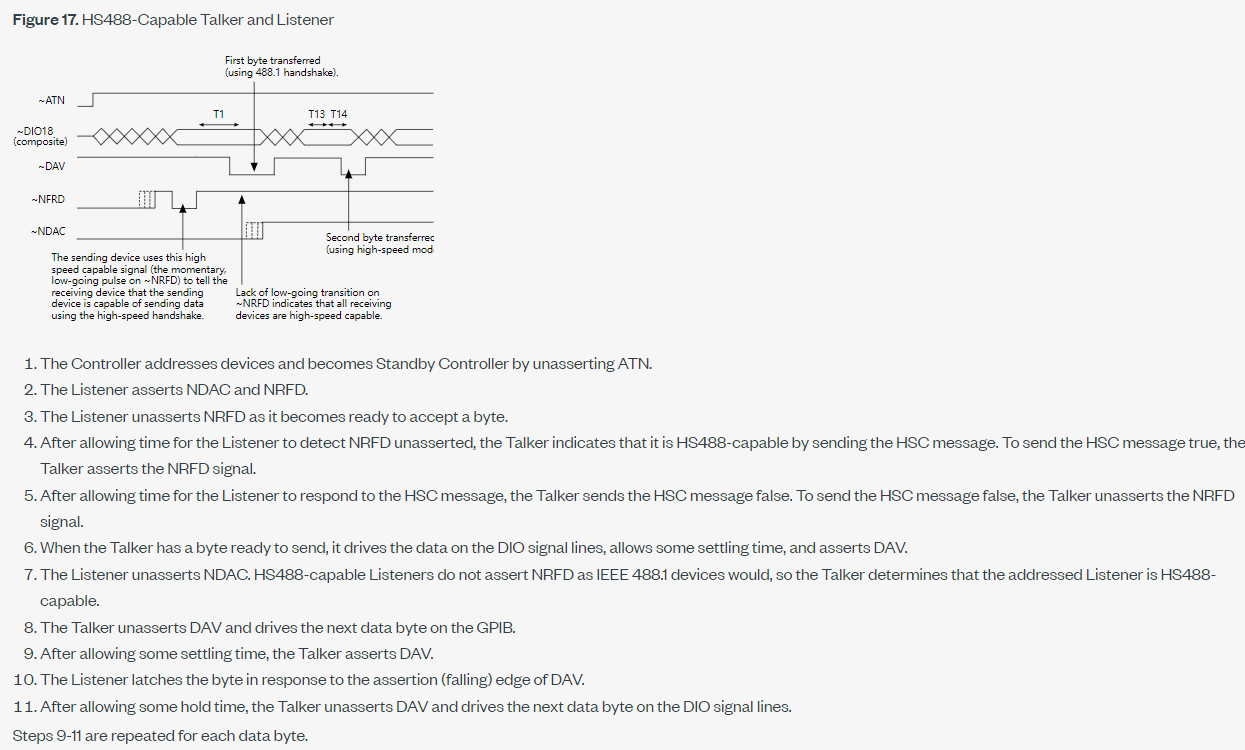 Figure 17. HS488-Capable Talker and Listener
First byte transferred
(using 488.1 handshake).
~ATN
T1
T13 T14
~DIO18
(composite)
~DAV
~NFRD
~NDAC
Second byte transferred
(using high-speed mod
The sending device uses this high
speed capable signal (the momentary,
low-going pulse on ~NRFD) to tell the
receiving device that the sending
device is capable of sending data
using the high-speed handshake.
Lack of low-going transition on
~NRFD indicates that all receiving
devices are high-speed capable.
1. The Controller addresses devices and becomes Standby Controller by unasserting ATN.
2. The Listener asserts NDAC and NRFD.
3. The Listener unasserts NRFD as it becomes ready to accept a byte.
4. After allowing time for the Listener to detect NRFD unasserted, the Talker indicates that it is HS488-capable by sending the HSC message. To send the HSC message true, the
Talker asserts the NRFD signal.
5. After allowing time for the Listener to respond to the HSC message, the Talker sends the HSC message false. To send the HSC message false, the Talker unasserts the NRFD
signal.
6. When the Talker has a byte ready to send, it drives the data on the DIO signal lines, allows some settling time, and asserts DAV.
7. The Listener unasserts NDAC. HS488-capable Listeners do not assert NRFD as IEEE 488.1 devices would, so the Talker determines that the addressed Listener is HS488-
capable.
8. The Talker unasserts DAV and drives the next data byte on the GPIB.
9. After allowing some settling time, the Talker asserts DAV.
10. The Listener latches the byte in response to the assertion (falling) edge of DAV.
11. After allowing some hold time, the Talker unasserts DAV and drives the next data byte on the DIO signal lines.
Steps 9-11 are repeated for each data byte.